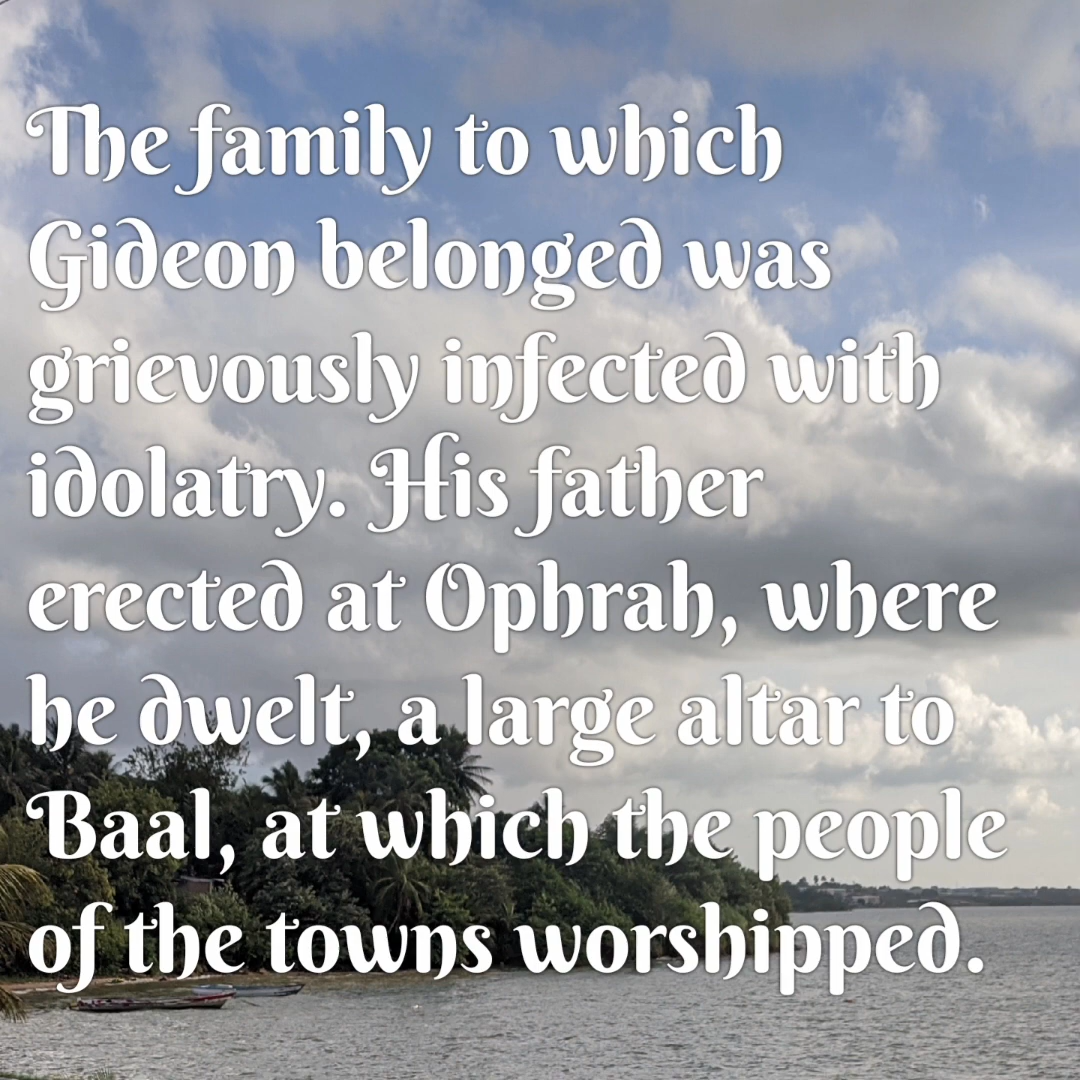 The family to which
Gideon belonged was
grievously infected with
idolatry. His father
erected at Ophrah, where
he dwelt, a large altar to
Baal, at which the people
of the towns worshipped.